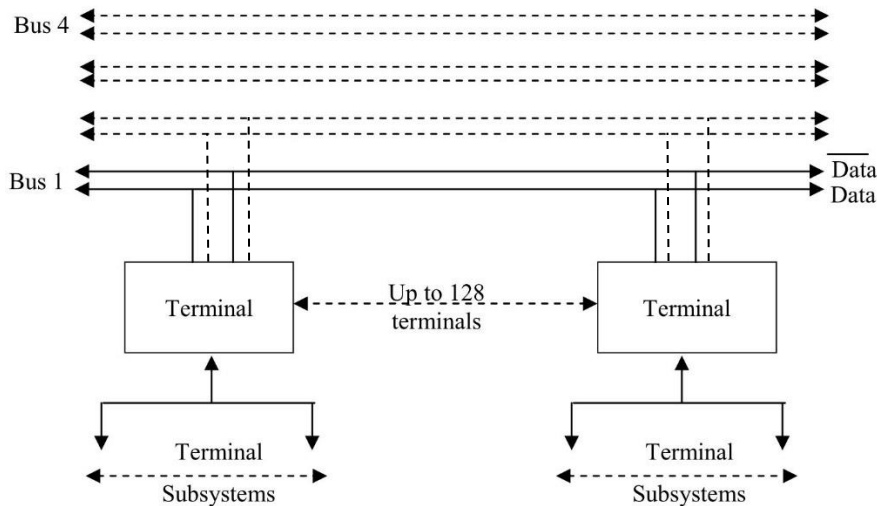 Bus 4
Bus 1
Data
Data
Terminal
Up to 128
terminals
Terminal
Terminal
Subsystems
Terminal
Subsystems